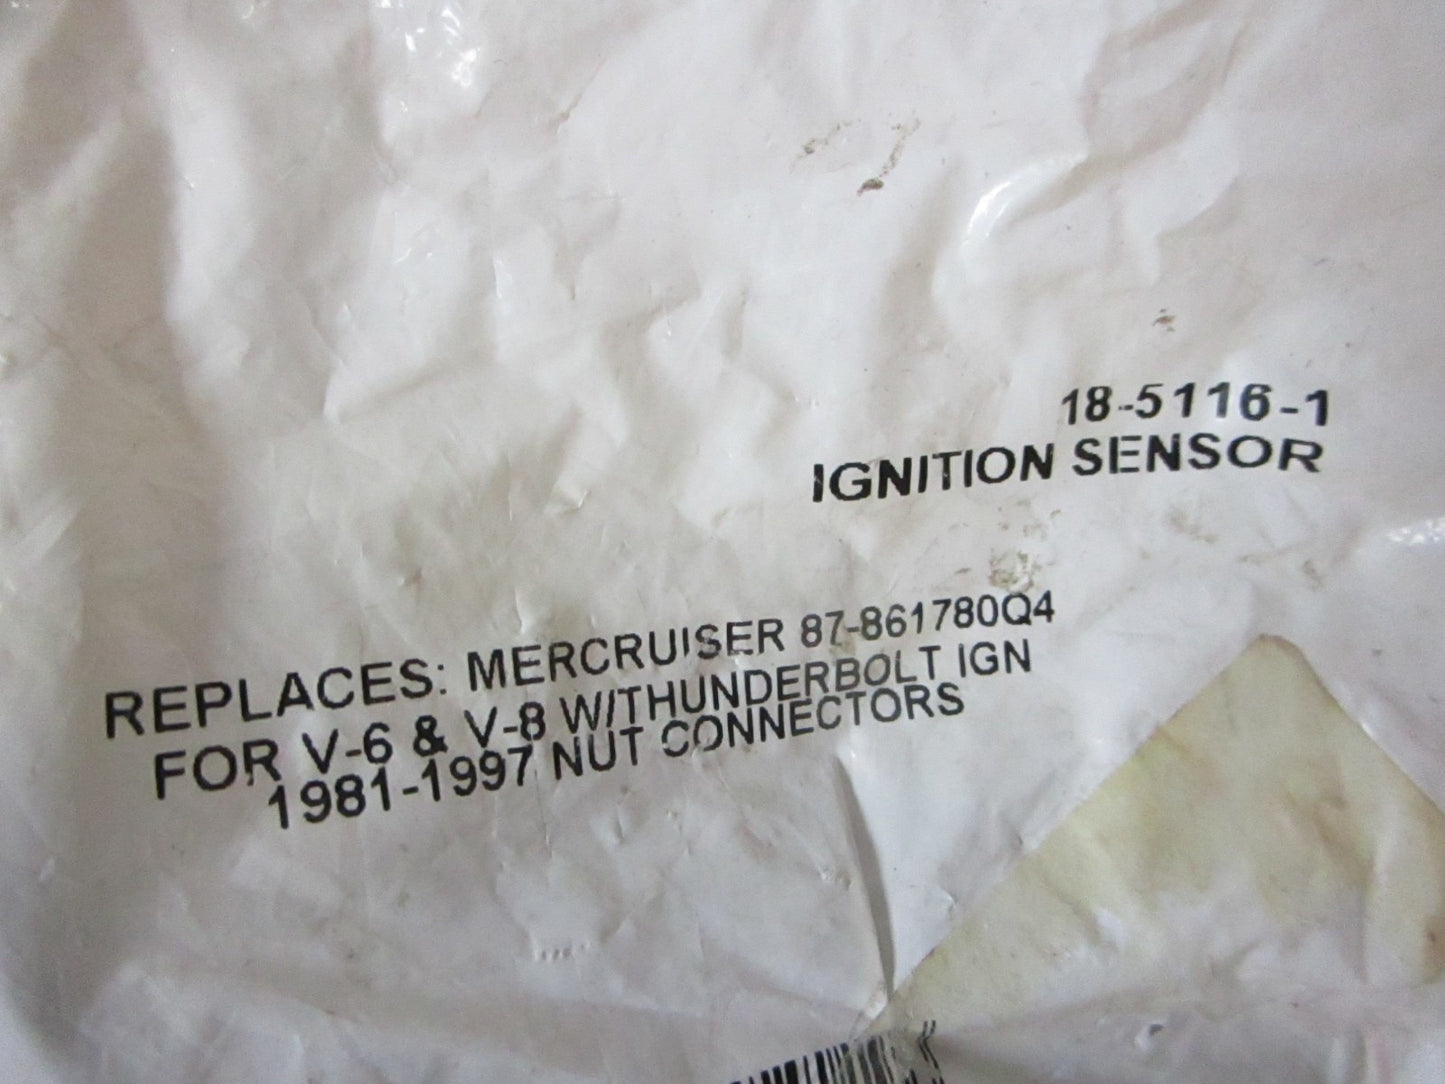 18-5116-1
IGNITION SENSOR
REPLACES: MERCRUISER 87-861780Q4
FOR V-6 & V-8 W/THUNDERBOLT IGN
1981-1997 NUT CONNECTORS